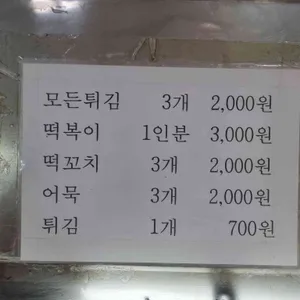 모든튀김 3개 2,000원
떡복이 1인분 3,000원
떡꼬치 3개 2,000원
어묵 3개 2,000원
튀김 1개 700원